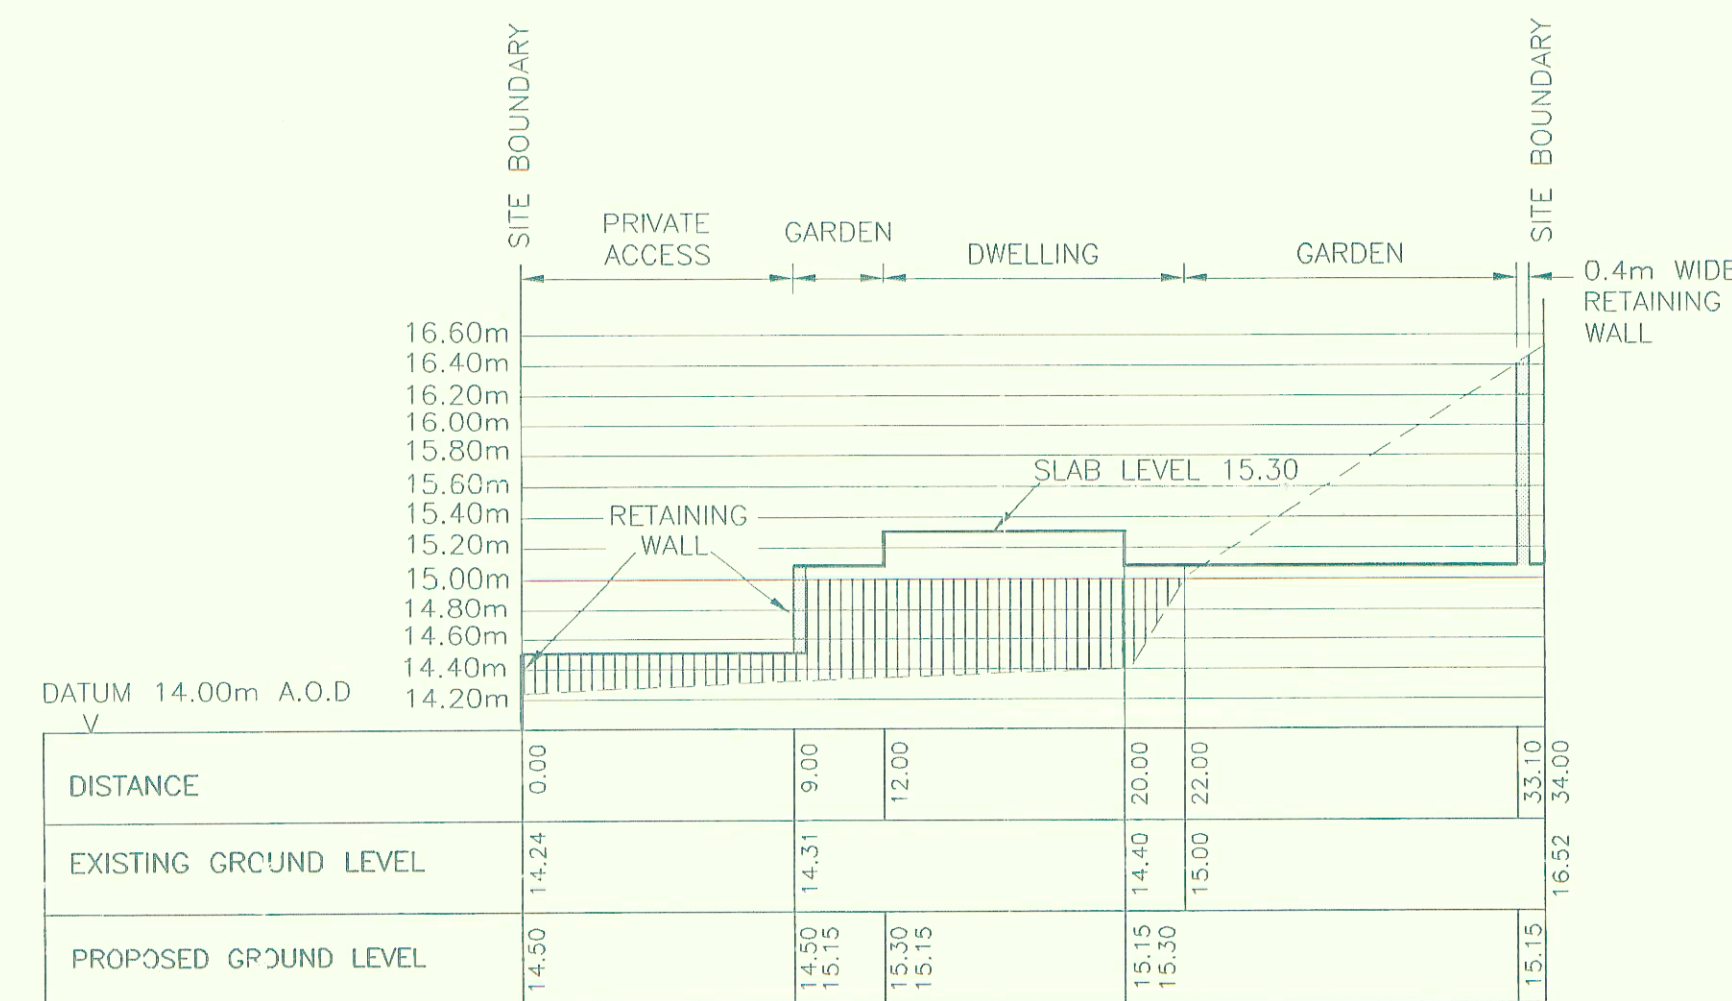 SITE BOUNDARY
SITE BOUNDARY
PRIVATE
ACCESS
GARDEN
DWELLING
GARDEN
0.4m WIDE
RETAINING
WALL
16.60m
16.40m
16.20m
16.00m
15.80m
15.60m
15.40m
15.20m
15.00m
14.80m
14.60m
14.40m
14.20m
SLAB LEVEL 15.30
RETAINING
WALL
DATUM 14.00m A.O.D
DISTANCE
0.00
9.00
12.00
20.00
22.00
33.10
34.00
EXISTING GROUND LEVEL
14.24
14.31
14.40
15.00
16.52
PROPOSED GROUND LEVEL
14.50
14.50
15.15
15.30
15.15
15.15
15.30
15.15